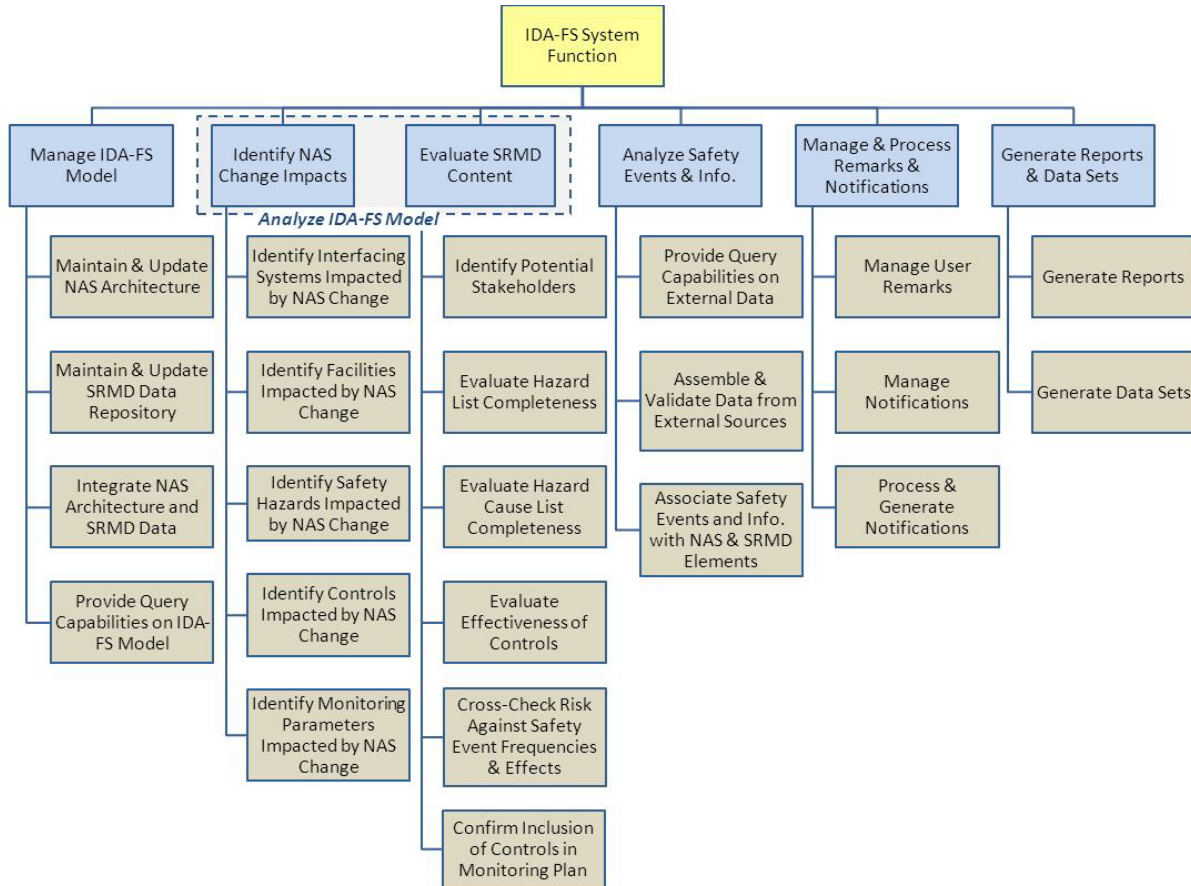 IDA-FS System
Function
Manage IDA-FS
Model
Identify NAS
Change Impacts
Evaluate SRMD
Content
Analyze Safety
Events & Info.
Manage & Process
Remarks &
Notifications
Generate Reports
& Data Sets
Analyze IDA-FS Model
Maintain & Update
NAS Architecture
Maintain & Update
SRMD Data
Repository
Integrate NAS
Architecture and
SRMD Data
Provide Query
Capabilities on IDA-
FS Model
Identify Interfacing
Systems Impacted
by NAS Change
Identify Facilities
Impacted by NAS
Change
Identify Safety
Hazards Impacted
by NAS Change
Identify Controls
Impacted by NAS
Change
Identify Monitoring
Parameters
Impacted by NAS
Change
Identify Potential
Stakeholders
Evaluate Hazard
List Completeness
Evaluate Hazard
Cause List
Completeness
Evaluate
Effectiveness of
Controls
Cross-Check Risk
Against Safety
Event Frequencies
& Effects
Confirm Inclusion
of Controls in
Monitoring Plan
Provide Query
Capabilities on
External Data
Assemble &
Validate Data from
External Sources
Associate Safety
Events and Info.
with NAS & SRMD
Elements
Manage User
Remarks
Manage
Notifications
Process &
Generate
Notifications
Generate Reports
Generate Data Sets